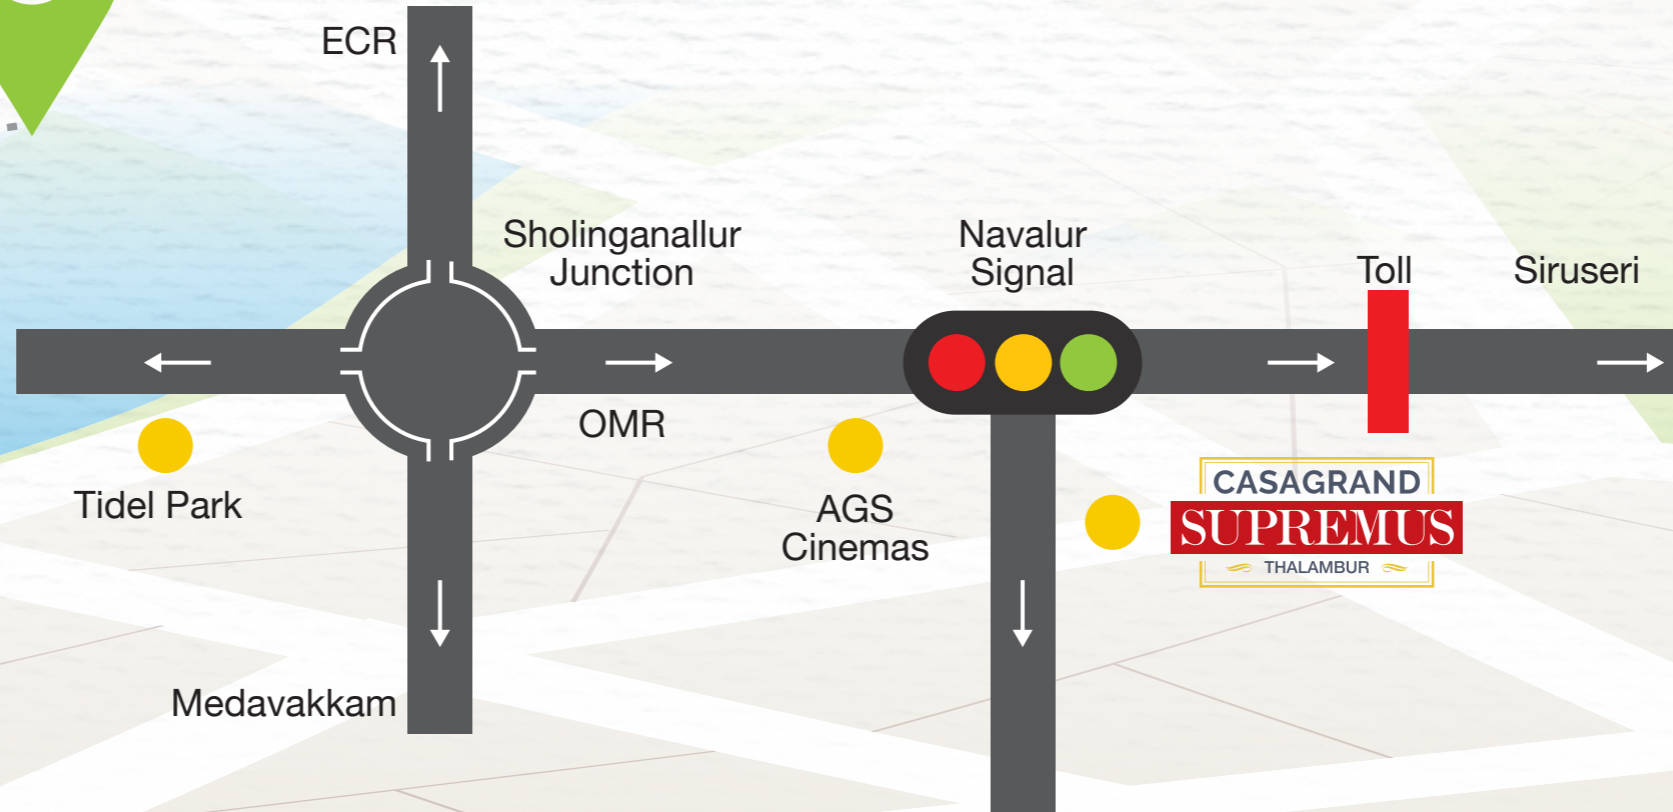 ECR
Sholinganallur
Junction
Navalur
Signal
Toll
Siruseri
OMR
Tidel Park
AGS
Cinemas
CASAGRAND
SUPREMUS
THALAMBUR
Medavakkam